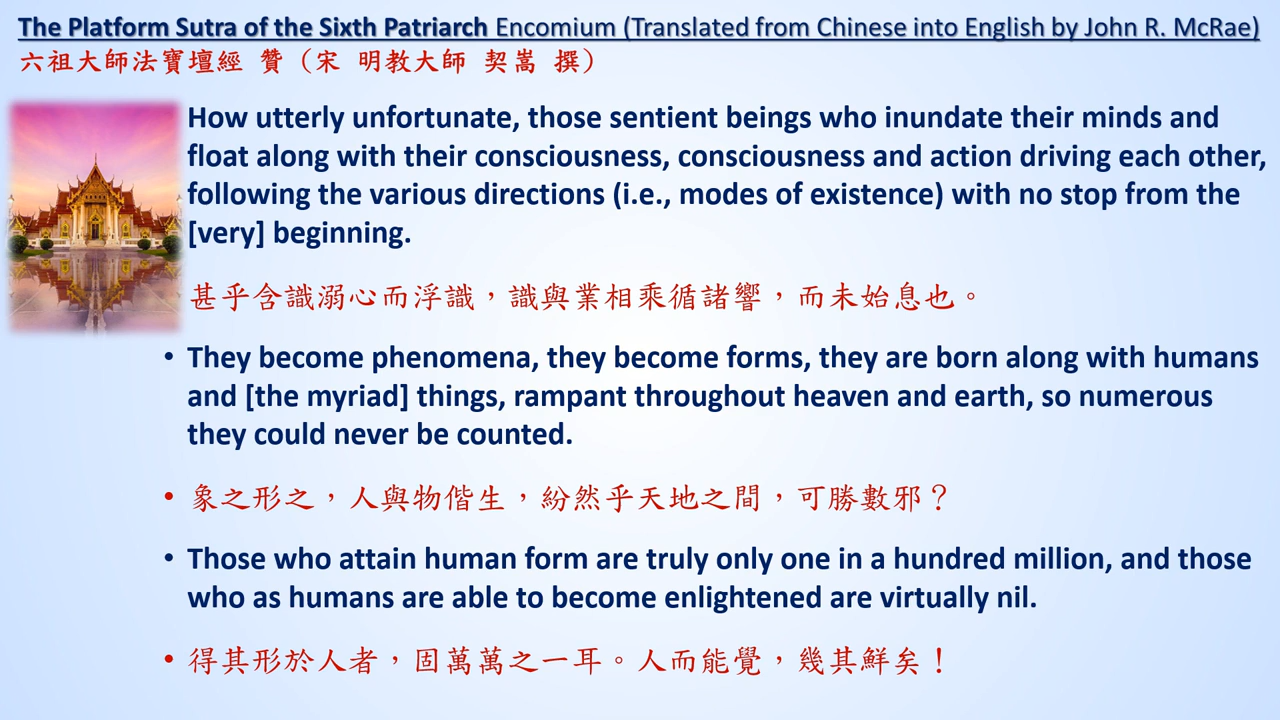 The Platform Sutra of the Sixth Patriarch Encomium (Translated from Chinese into English by John R. McRae)
六祖大師法寶壇經 贊 (宋 明教大師 契嵩 撰)
How utterly unfortunate, those sentient beings who inundate their minds and
float along with their consciousness, consciousness and action driving each other,
following the various directions (i.e., modes of existence) with no stop from the
[very] beginning.
甚乎含識溺心而浮識，識與業相乘循諸響，而未始息也。
• They become phenomena, they become forms, they are born along with humans
and [the myriad] things, rampant throughout heaven and earth, so numerous
they could never be counted.
• 象之形之，人與物偕生，紛然乎天地之間，可勝數邪？
• Those who attain human form are truly only one in a hundred million, and those
who as humans are able to become enlightened are virtually nil.
• 得其形於人者，固萬萬之一耳。人而能覺，幾其鮮矣！